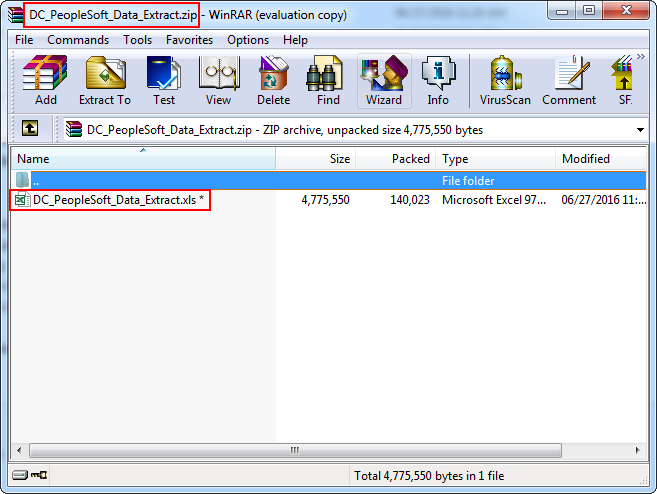 DC_PeopleSoft_Data_Extract.zip - WinRAR (evaluation copy)
File Commands Tools Favorites Options Help
Add Extract To Test View Delete Find Wizard Info VirusScan Comment SF.
DC_PeopleSoft_Data_Extract.zip - ZIP archive, unpacked size 4,775,550 bytes
Name Size Packed Type Modified
.. File folder
DC_PeopleSoft_Data_Extract.xls * 4,775,550 140,023 Microsoft Excel 97... 06/27/2016 11:...
Total 4,775,550 bytes in 1 file